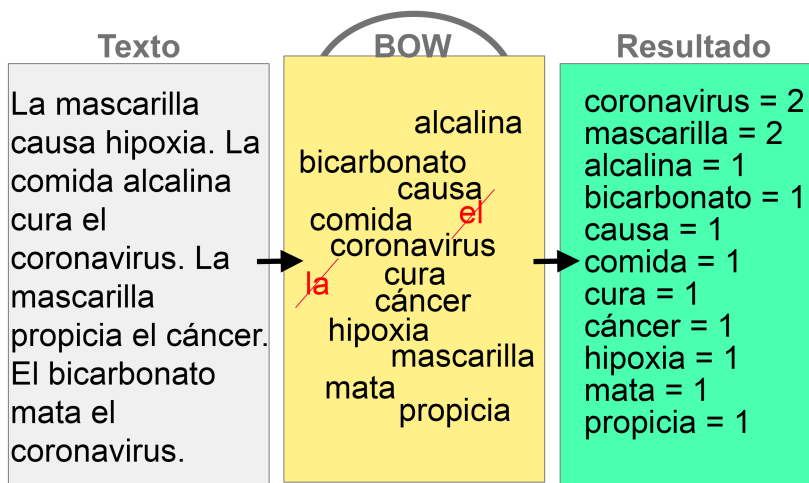 Texto
La mascarilla
causa hipoxia. La
comida alcalina
cura el
coronavirus. La
mascarilla
propicia el cáncer.
El bicarbonato
mata el
coronavirus.
BOW
alcalina
bicarbonato
causa
el
comida
coronavirus
la
cura
cáncer
hipoxia
mascarilla
mata
propicia
Resultado
coronavirus = 2
mascarilla = 2
alcalina = 1
bicarbonato = 1
causa = 1
comida = 1
cura = 1
cáncer = 1
hipoxia = 1
mata = 1
propicia = 1